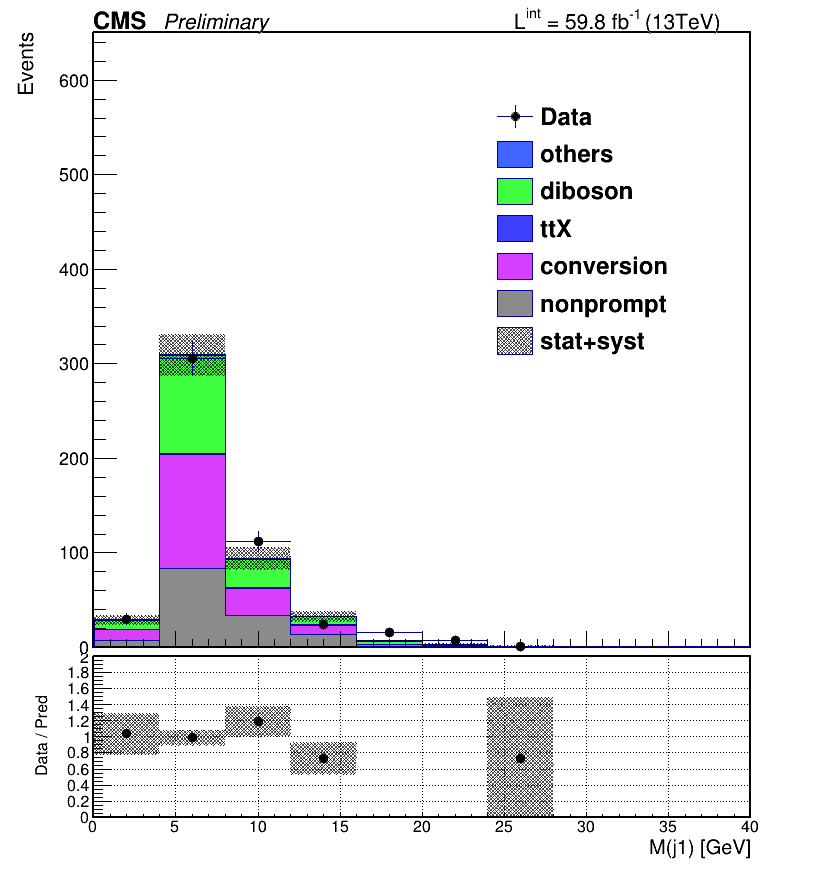 CMS Preliminary L^int = 59.8 fb^-1 (13TeV)
Events
600
500
400
300
200
100
0
Data
others
diboson
ttX
conversion
nonprompt
stat+syst
Data / Pred
2
1.8
1.6
1.4
1.2
1
0.8
0.6
0.4
0.2
0
0 5 10 15 20 25 30 35 40
M(j1) [GeV]